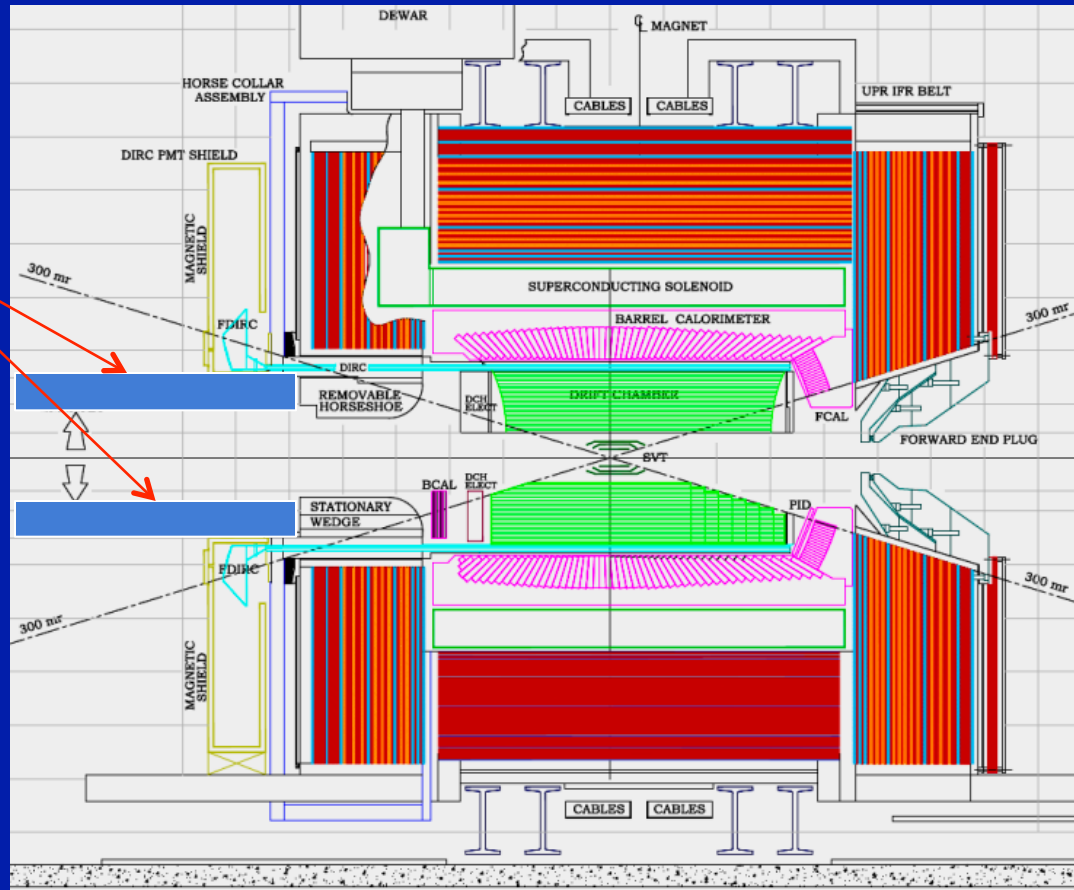 DEWAR
℄ MAGNET
HORSE COLLAR
ASSEMBLY
CABLES
CABLES
UPR IFR BELT
DIRC PMT SHIELD
MAGNETIC
SHIELD
300 mr
SUPERCONDUCTING SOLENOID
300 mr
BARREL CALORIMETER
FDIRC
DIRC
REMOVABLE
HORSESHOE
DCH
ELECT
DRIFT CHAMBER
FCAL
FORWARD END PLUG
SVT
BCAL
DCH
ELECT
STATIONARY
WEDGE
PID
FDIRC
300 mr
300 mr
MAGNETIC
SHIELD
CABLES
CABLES